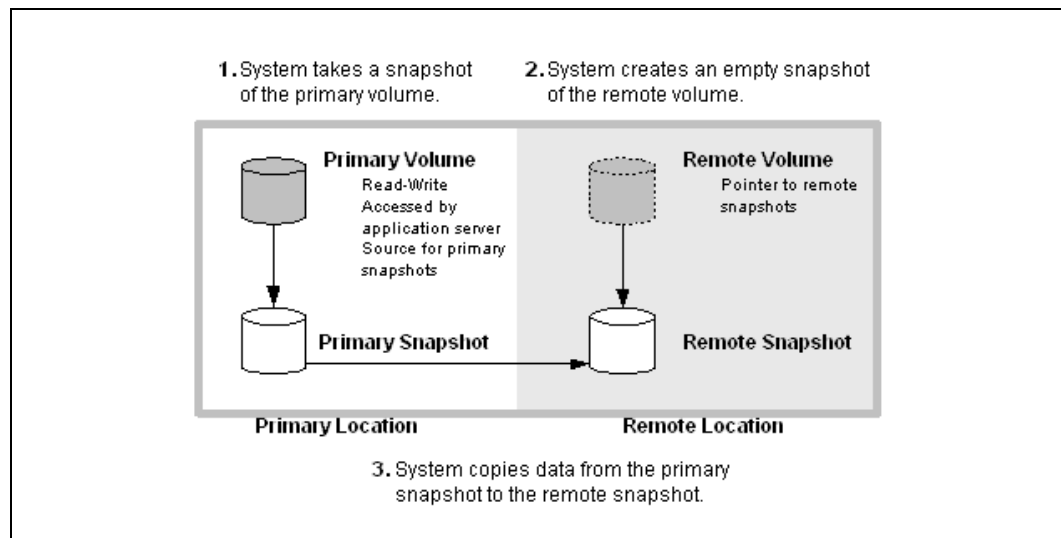 1. System takes a snapshot
of the primary volume.
2. System creates an empty snapshot
of the remote volume.
Primary Volume
Read-Write
Accessed by
application server
Source for primary
snapshots
Remote Volume
Pointer to remote
snapshots
Primary Snapshot
Remote Snapshot
Primary Location
Remote Location
3. System copies data from the primary
snapshot to the remote snapshot.